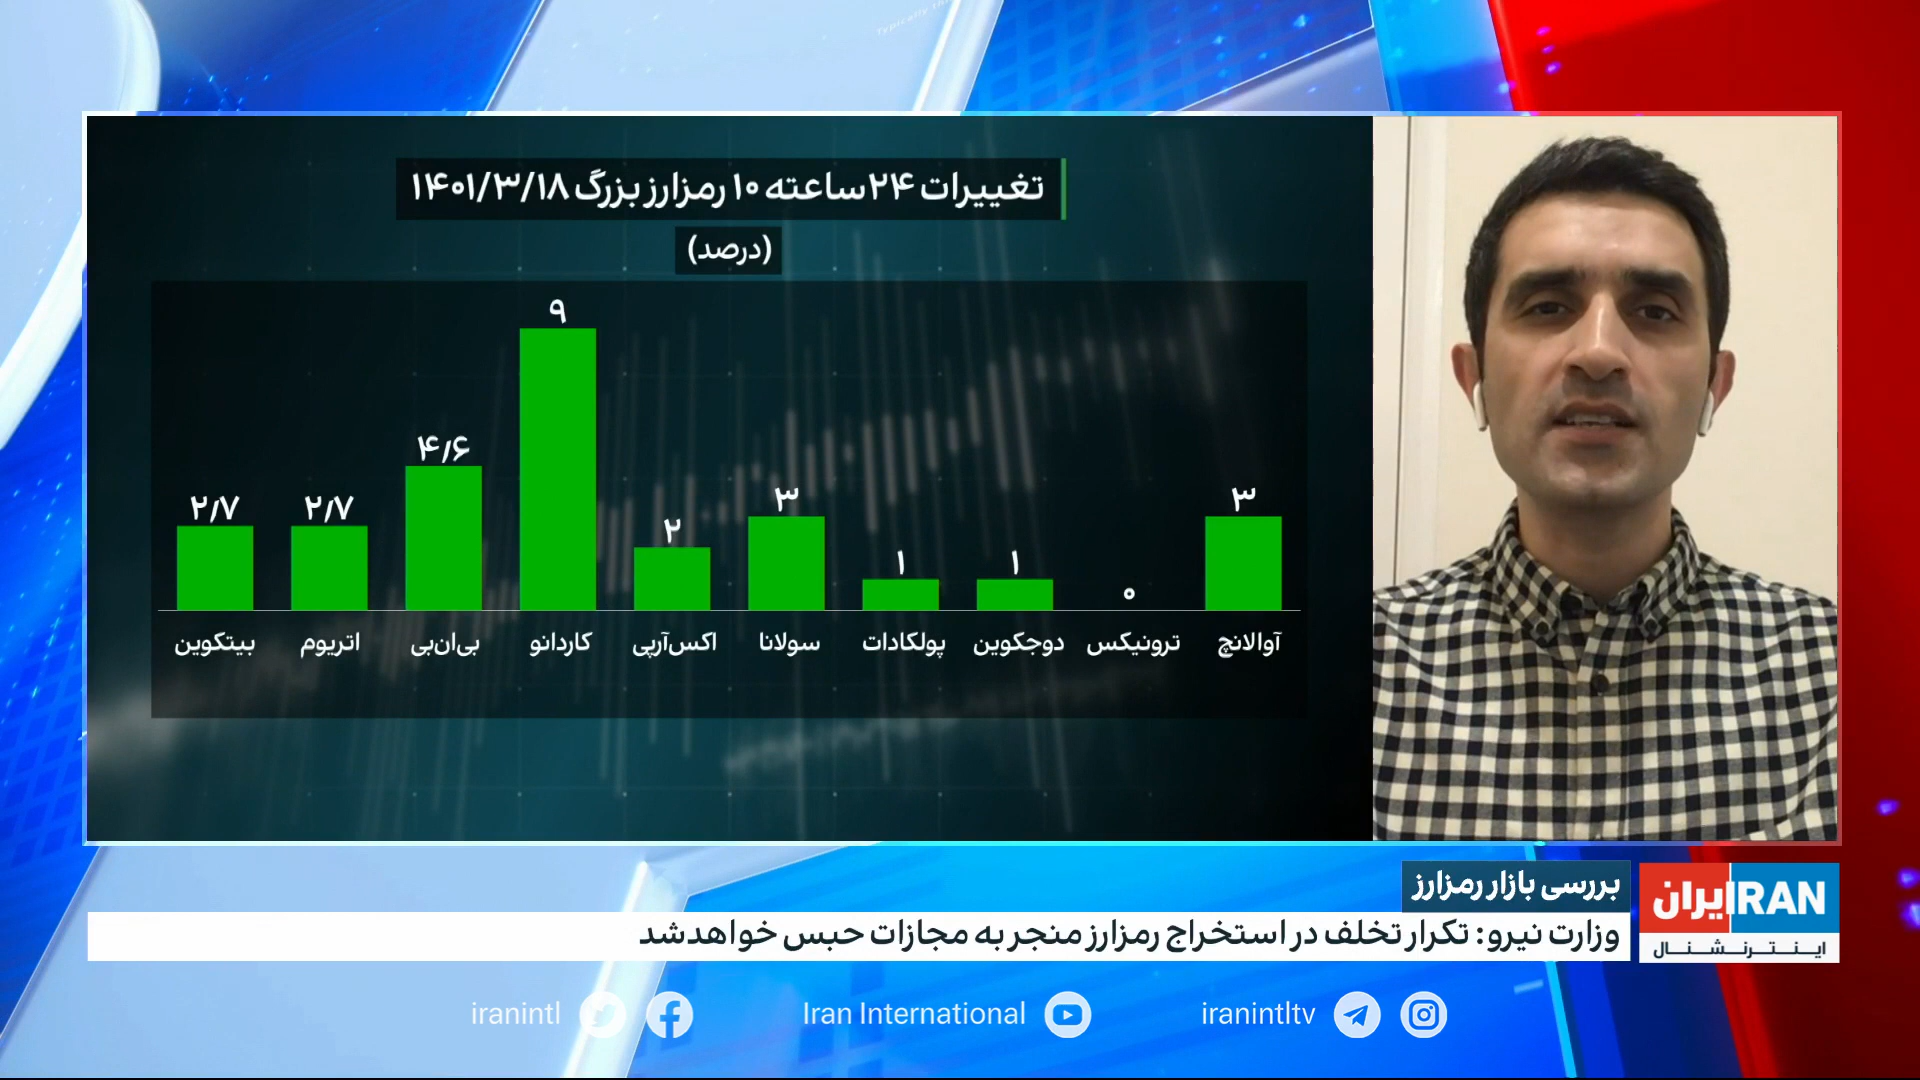 تغییرات ۲۴ ساعته ۱۰ رمزارز بزرگ ۱۴۰۱/۳/۱۸
(درصد)
۲٫۷
۲٫۷
۴٫۶
۹
۲
۳
۱
۱
۰
۳
بیتکوین
اتریوم
بی‌ان‌بی
کاردانو
اکس‌آرپی
سولانا
پولکادات
دوجکوین
ترونیکس
آوالانچ
بررسی بازار رمزارز
وزارت نیرو: تکرار تخلف در استخراج رمزارز منجر به مجازات حبس خواهدشد
ایران IRAN
اینترنشنال
iranintl
Iran International
iranintltv